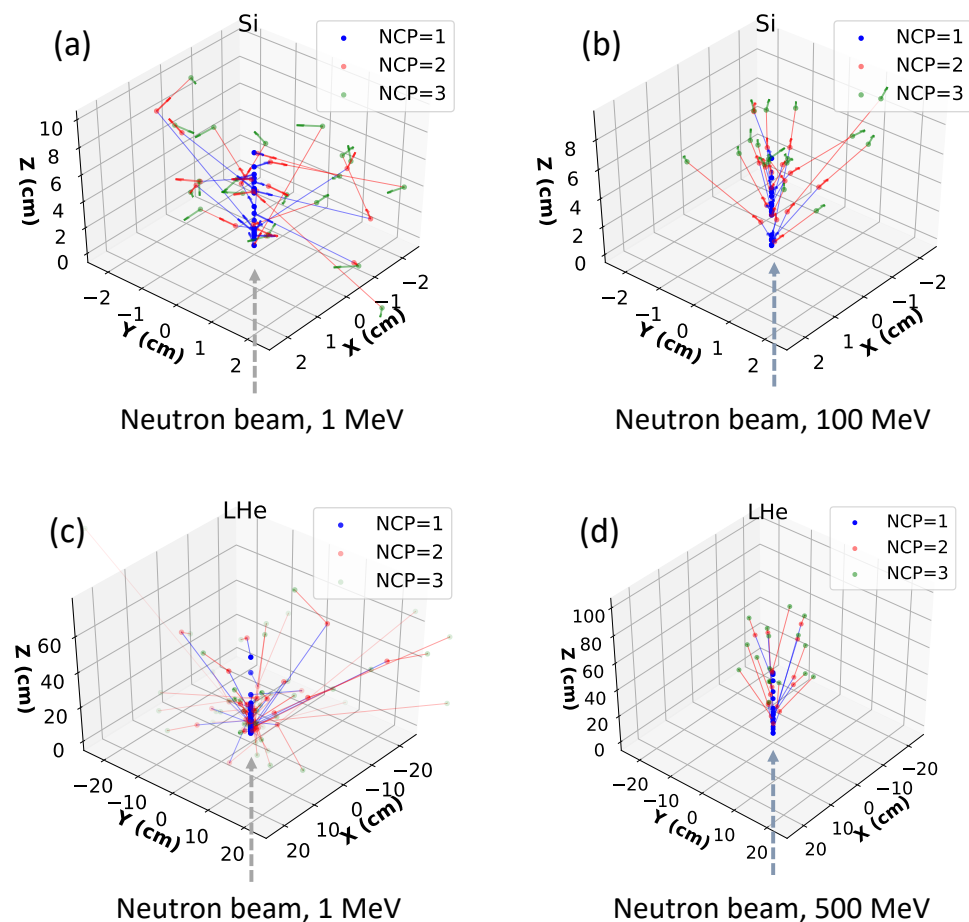 (a)
Si
NCP=1
NCP=2
NCP=3
10
8
6
4
2
0
Z (cm)
−2
−1
0
1
2
Y (cm)
2
1
0
−1
−2
X (cm)
Neutron beam, 1 MeV
(b)
Si
NCP=1
NCP=2
NCP=3
8
6
4
2
0
Z (cm)
−2
−1
0
1
2
Y (cm)
2
1
0
−1
−2
X (cm)
Neutron beam, 100 MeV
(c)
LHe
NCP=1
NCP=2
NCP=3
60
40
20
0
Z (cm)
−20
−10
0
10
20
Y (cm)
20
10
0
−10
−20
X (cm)
Neutron beam, 1 MeV
(d)
LHe
NCP=1
NCP=2
NCP=3
100
80
60
40
20
0
Z (cm)
−20
−10
0
10
20
Y (cm)
20
10
0
−10
−20
X (cm)
Neutron beam, 500 MeV